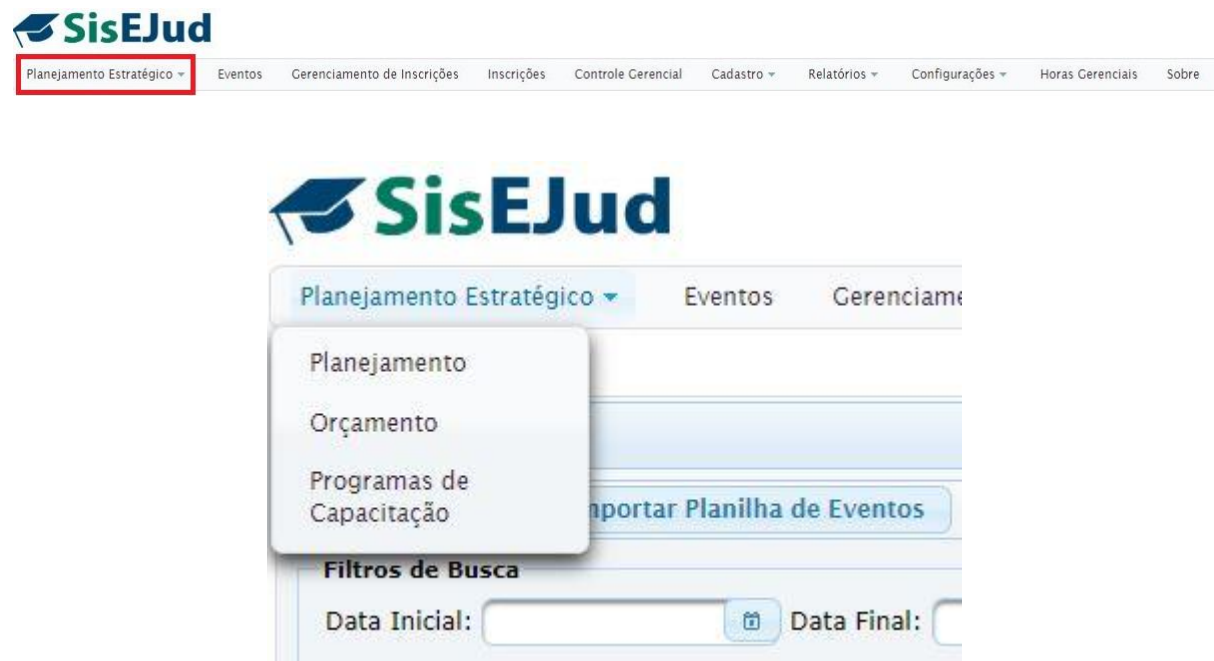 SisEJud
Planejamento Estratégico Eventos Gerenciamento de Inscrições Inscrições Controle Gerencial Cadastro Relatórios Configurações Horas Gerenciais Sobre
SisEJud
Planejamento Estratégico Eventos Gerenciame
Planejamento
Orçamento
Programas de
Capacitação
mportar Planilha de Eventos
Filtros de Busca
Data Inicial: Data Final: